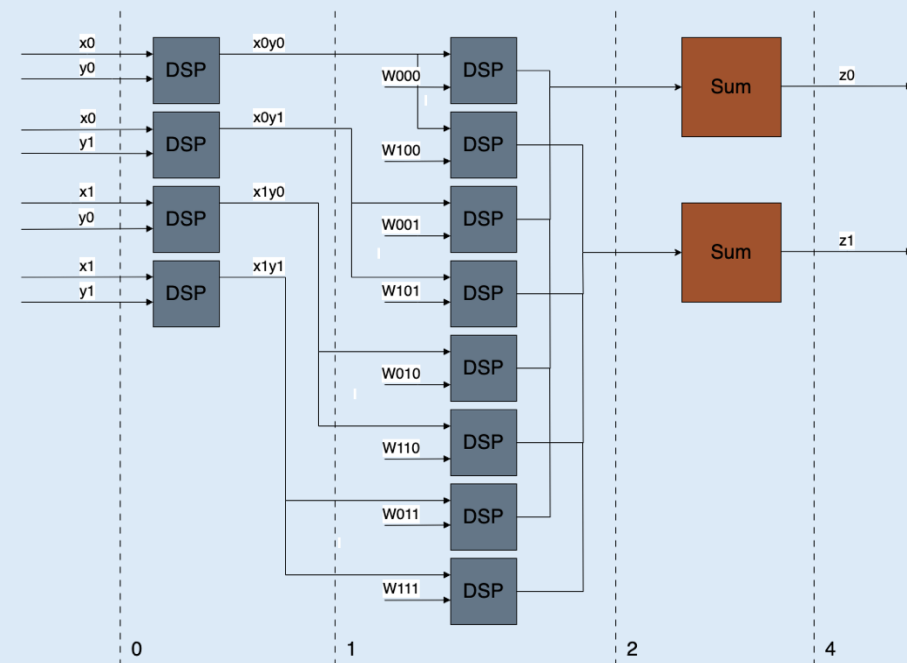 x0
y0
DSP
x0y0
x0
y1
DSP
x0y1
x1
y0
DSP
x1y0
x1
y1
DSP
x1y1
W000
DSP
W100
DSP
W001
DSP
W101
DSP
W010
DSP
W110
DSP
W011
DSP
W111
DSP
Sum
z0
Sum
z1
0
1
2
4